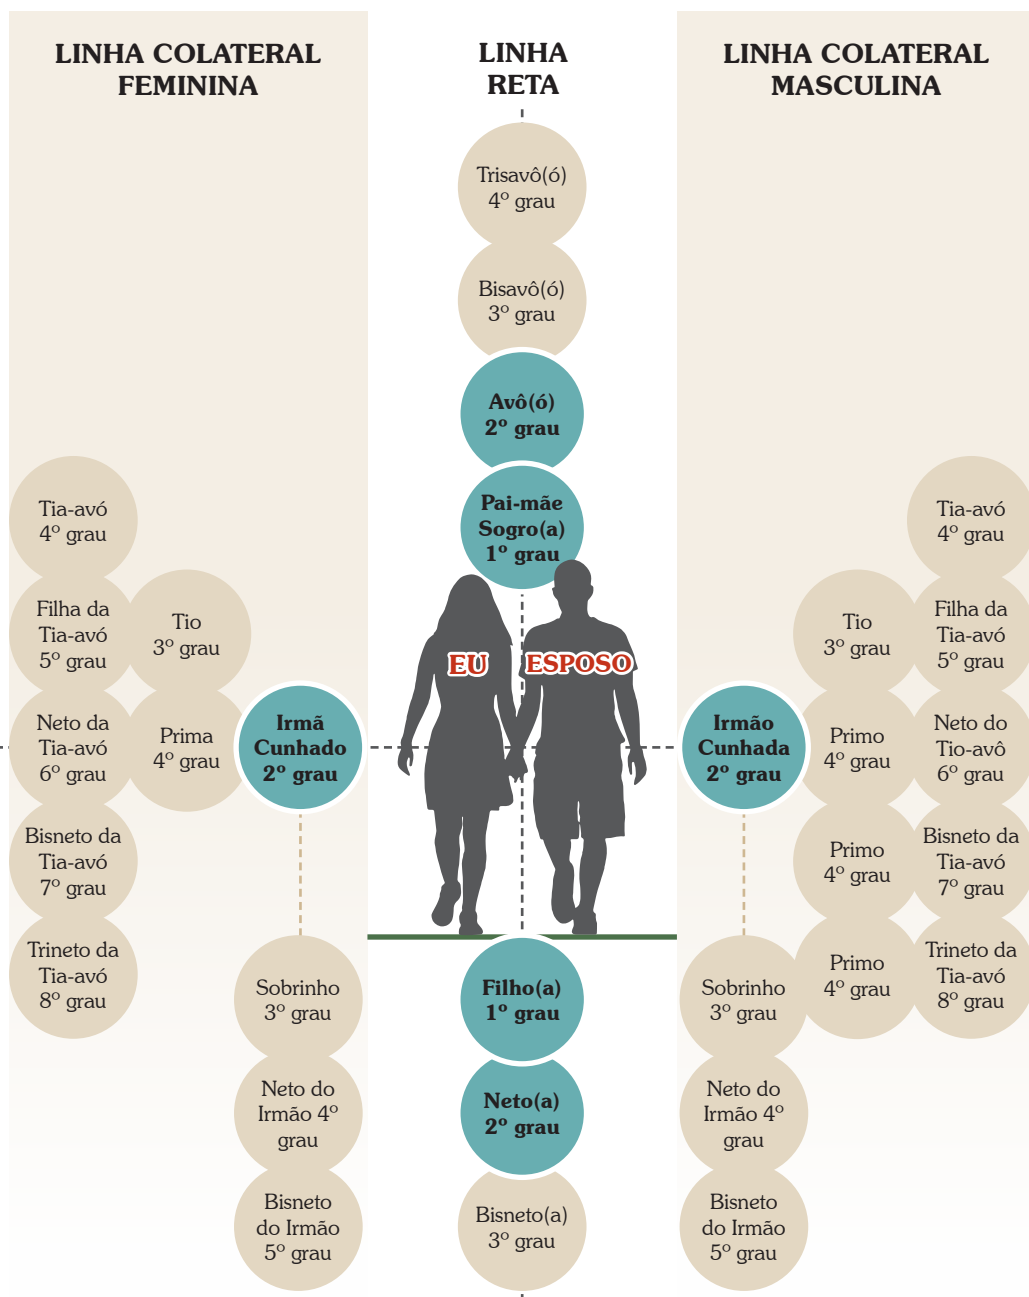 LINHA COLATERAL
FEMININA
Tia-avó
4º grau
Filha da
Tia-avó
5º grau
Neto da
Tia-avó
6º grau
Bisneto da
Tia-avó
7º grau
Trineto da
Tia-avó
8º grau
Tio
3º grau
Prima
4º grau
Irmã
Cunhado
2º grau
Sobrinho
3º grau
Neto do
Irmão 4º
grau
Bisneto
do Irmão
5º grau
LINHA
RETA
Trisavô(ó)
4º grau
Bisavô(ó)
3º grau
Avô(ó)
2º grau
Pai-mãe
Sogro(a)
1º grau
EU
ESPOSO
Filho(a)
1º grau
Neto(a)
2º grau
Bisneto(a)
3º grau
LINHA COLATERAL
MASCULINA
Irmão
Cunhada
2º grau
Sobrinho
3º grau
Neto do
Irmão 4º
grau
Bisneto
do Irmão
5º grau
Tio
3º grau
Primo
4º grau
Primo
4º grau
Primo
4º grau
Tia-avó
4º grau
Filha da
Tia-avó
5º grau
Neto do
Tio-avô
6º grau
Bisneto da
Tia-avó
7º grau
Trineto da
Tia-avó
8º grau